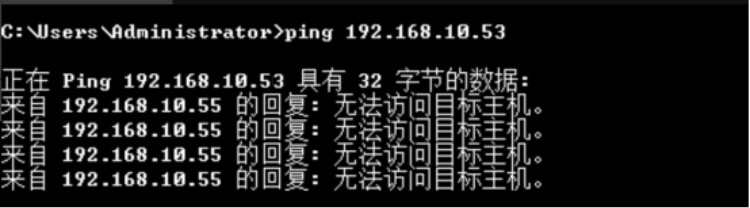 C:\Users\Administrator>ping 192.168.10.53
正在 Ping 192.168.10.53 具有 32 字节的数据:
来自 192.168.10.55 的回复: 无法访问目标主机。
来自 192.168.10.55 的回复: 无法访问目标主机。
来自 192.168.10.55 的回复: 无法访问目标主机。
来自 192.168.10.55 的回复: 无法访问目标主机。